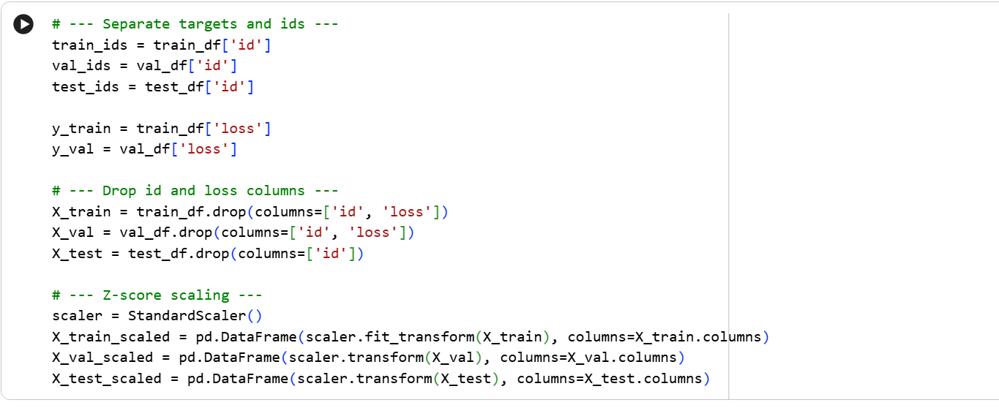 # --- Separate targets and ids ---
train_ids = train_df['id']
val_ids = val_df['id']
test_ids = test_df['id']
y_train = train_df['loss']
y_val = val_df['loss']
# --- Drop id and loss columns ---
X_train = train_df.drop(columns=['id', 'loss'])
X_val = val_df.drop(columns=['id', 'loss'])
X_test = test_df.drop(columns=['id'])
# --- Z-score scaling ---
scaler = StandardScaler()
X_train_scaled = pd.DataFrame(scaler.fit_transform(X_train), columns=X_train.columns)
X_val_scaled = pd.DataFrame(scaler.transform(X_val), columns=X_val.columns)
X_test_scaled = pd.DataFrame(scaler.transform(X_test), columns=X_test.columns)